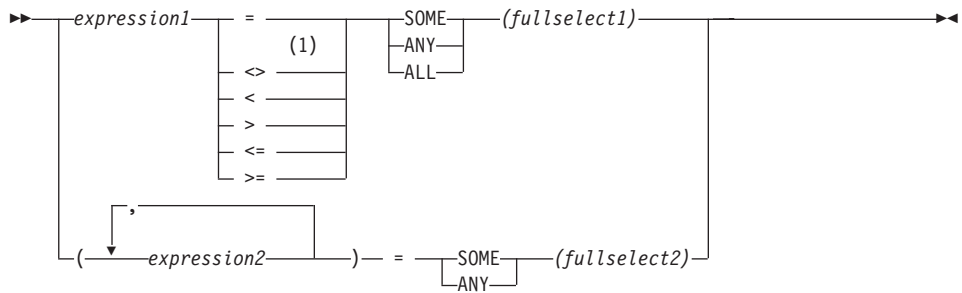 expression1 = SOME (fullselect1)
(1) ANY
<> ALL
<
>
<=
>=
,
( expression2 ) = SOME (fullselect2)
ANY